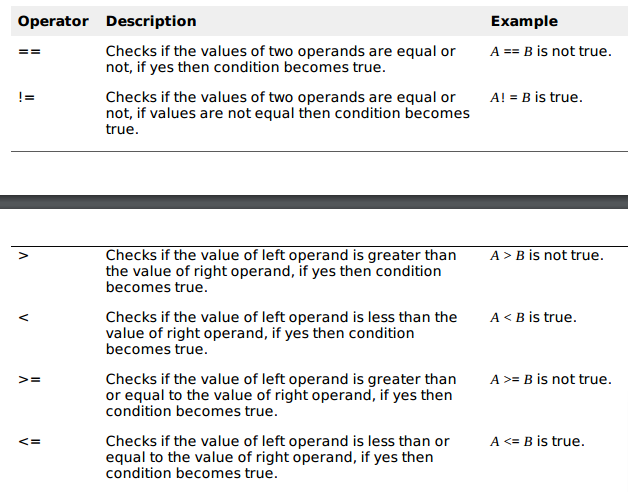 Operator Description Example
== Checks if the values of two operands are equal or A == B is not true.
not, if yes then condition becomes true.
!= Checks if the values of two operands are equal or A! = B is true.
not, if values are not equal then condition becomes
true.
> Checks if the value of left operand is greater than A > B is not true.
the value of right operand, if yes then condition
becomes true.
< Checks if the value of left operand is less than the A < B is true.
value of right operand, if yes then condition
becomes true.
>= Checks if the value of left operand is greater than A >= B is not true.
or equal to the value of right operand, if yes then
condition becomes true.
<= Checks if the value of left operand is less than or A <= B is true.
equal to the value of right operand, if yes then
condition becomes true.